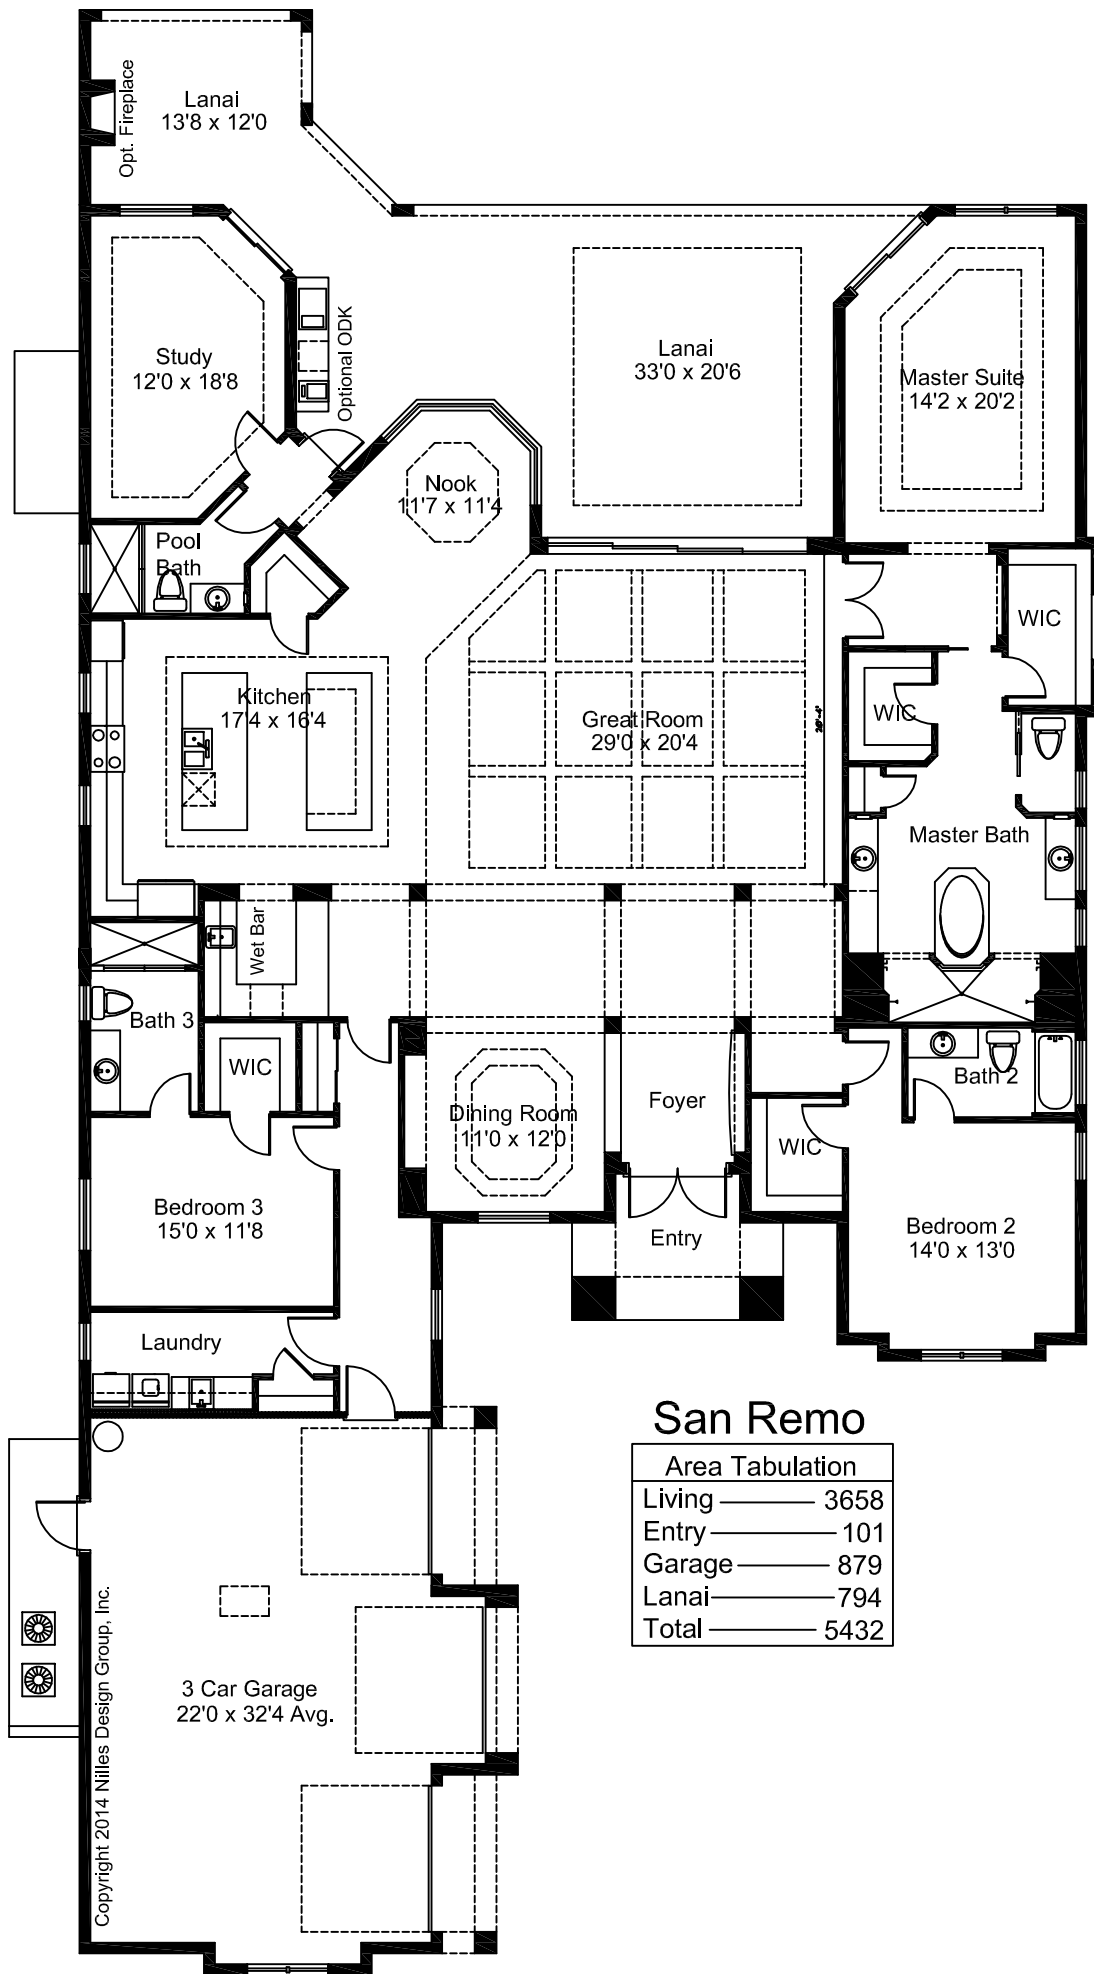 Lanai
13'8 x 12'0
Opt. Fireplace
Study
12'0 x 18'8
Optional ODK
Lanai
33'0 x 20'6
Master Suite
14'2 x 20'2
Nook
11'7 x 11'4
Pool
Bath
WIC
Kitchen
17'4 x 16'4
Great Room
29'0 x 20'4
20'-4"
WIC
Master Bath
Wet Bar
Bath 3
WIC
Dining Room
11'0 x 12'0
Foyer
Bath 2
WIC
Bedroom 3
15'0 x 11'8
Entry
Bedroom 2
14'0 x 13'0
Laundry
San Remo
Area Tabulation
Living 3658
Entry 101
Garage 879
Lanai 794
Total 5432
3 Car Garage
22'0 x 32'4 Avg.
Copyright 2014 Nilles Design Group, Inc.